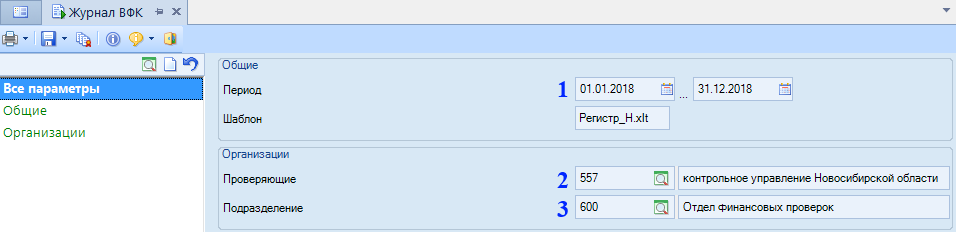 Журнал ВФК
Все параметры
Общие
Организации
Общие
Период 1 01.01.2018 ... 31.12.2018
Шаблон Регистр_Н.xlt
Организации
Проверяющие 2 557 контрольное управление Новосибирской области
Подразделение 3 600 Отдел финансовых проверок